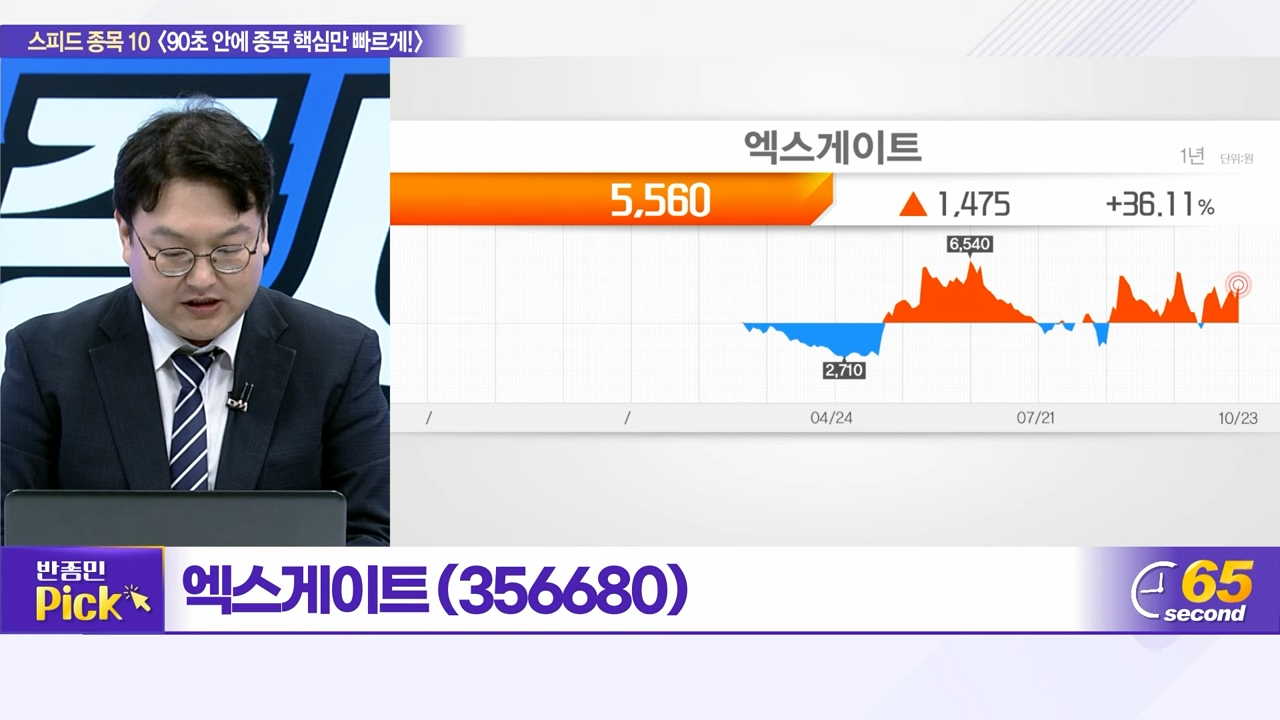 스피드 종목 10 〈90초 안에 종목 핵심만 빠르게!〉
엑스게이트
1년 단위:원
5,560 ▲ 1,475 +36.11%
6,540
2,710
/ / 04/24 07/21 10/23
반종민
Pick
엑스게이트(356680)
65
second